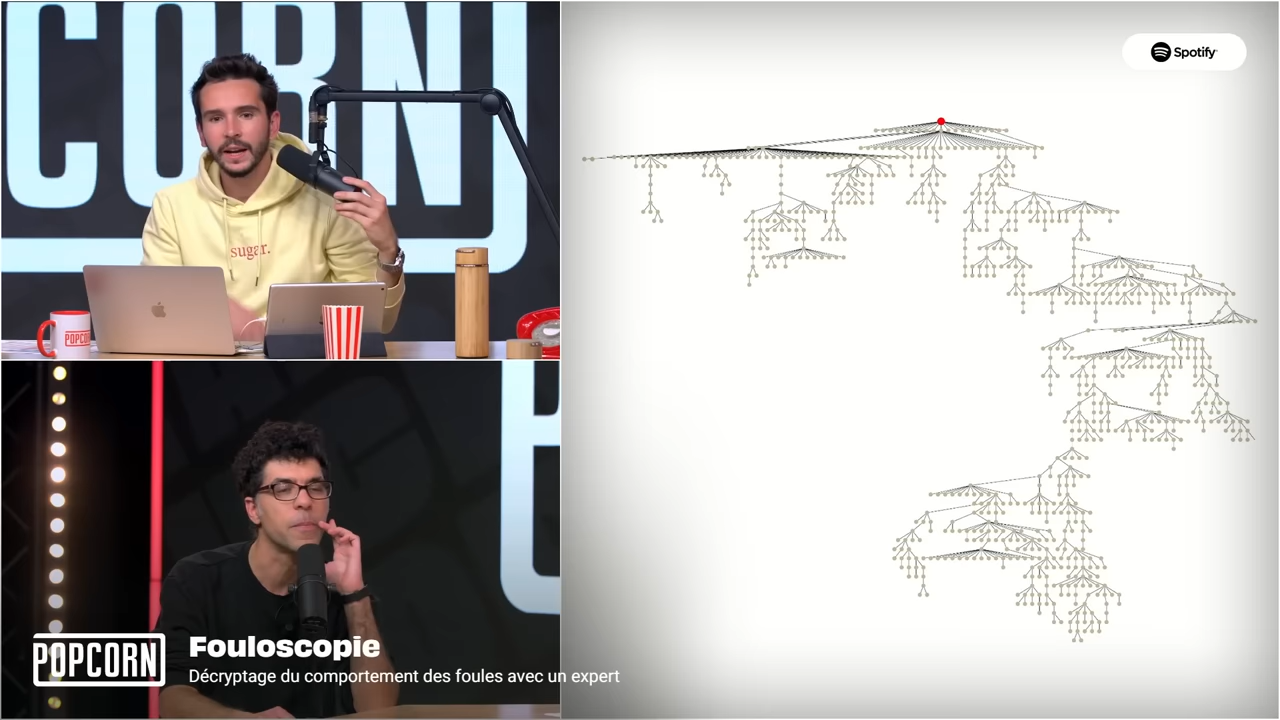 CORN
sugar.
POPCORN
Spotify
POPCORN
Fouloscopie
Décryptage du comportement des foules avec un expert